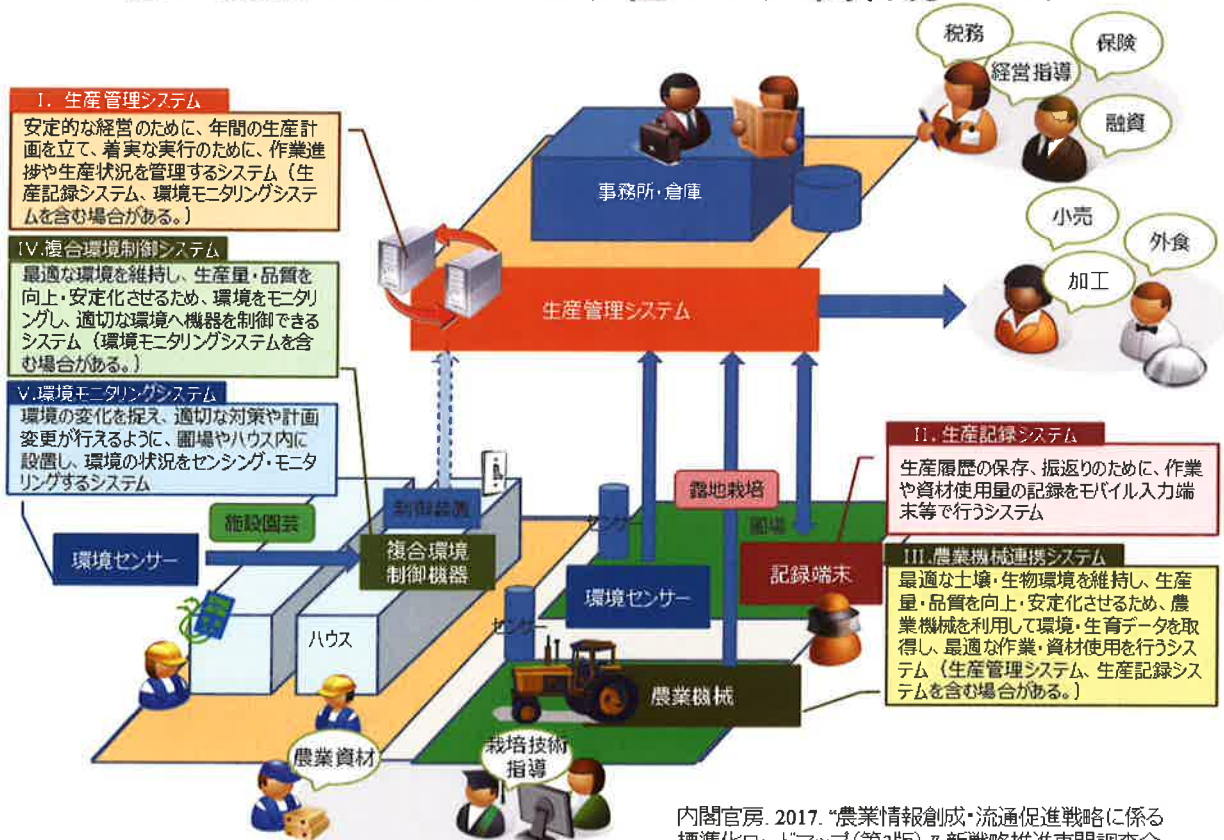 税務
保険
経営指導
融資
I. 生産管理システム
安定的な経営のために、年間の生産計
画を立て、着実な実行のために、作業進
捗や生産状況を管理するシステム（生
産記録システム、環境モニタリングシステ
ムを含む場合がある。）
事務所・倉庫
小売
外食
加工
IV.複合環境制御システム
最適な環境を維持し、生産量・品質を
向上・安定化させるため、環境をモニタリ
ングし、適切な環境へ機器を制御できる
システム（環境モニタリングシステムを含
む場合がある。）
生産管理システム
V.環境モニタリングシステム
環境の変化を捉え、適切な対策や計画
変更が行えるように、圃場やハウス内に
設置し、環境の状況をセンシング・モニタ
リングするシステム
II. 生産記録システム
生産履歴の保存、振返りのために、作業
や資材使用量の記録をモバイル入力端
末等で行うシステム
施設園芸
制御装置
センサー
露地栽培
圃場
環境センサー
複合環境
制御機器
環境センサー
記録端末
III.農業機械連携システム
最適な土壌・生物環境を維持し、生産
量・品質を向上・安定化させるため、農
業機械を利用して環境・生育データを取
得し、最適な作業・資材使用を行うシス
テム（生産管理システム、生産記録シス
テムを含む場合がある。）
ハウス
センサー
農業機械
農業資材
栽培技術
指導
内閣官房. 2017. “農業情報創成・流通促進戦略に係る